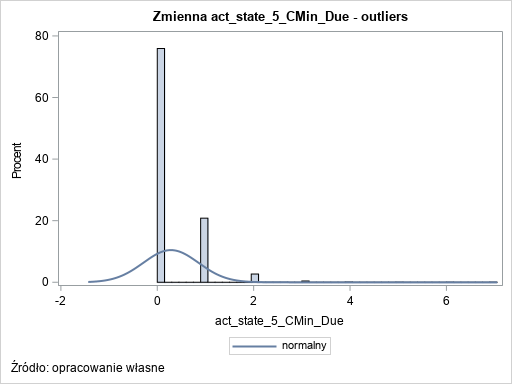 Zmienna act_state_5_CMin_Due - outliers
80
60
40
20
0
Procent
-2
0
2
4
6
act_state_5_CMin_Due
normalny
Źródło: opracowanie własne